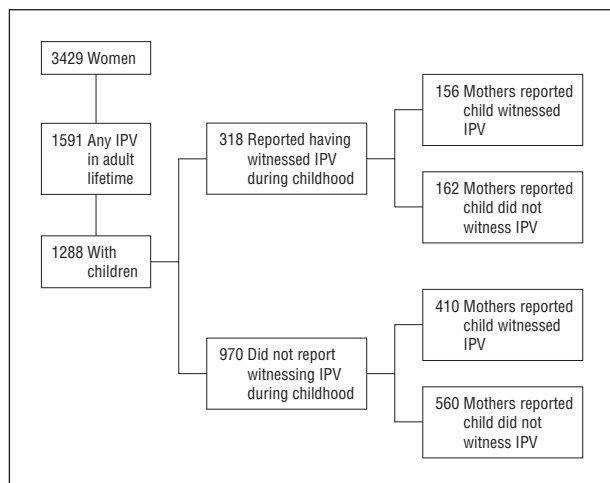 3429 Women
1591 Any IPV
in adult
lifetime
1288 With
children
318 Reported having
witnessed IPV
during childhood
970 Did not report
witnessing IPV
during childhood
156 Mothers reported
child witnessed
IPV
162 Mothers reported
child did not
witness IPV
410 Mothers reported
child witnessed
IPV
560 Mothers reported
child did not
witness IPV